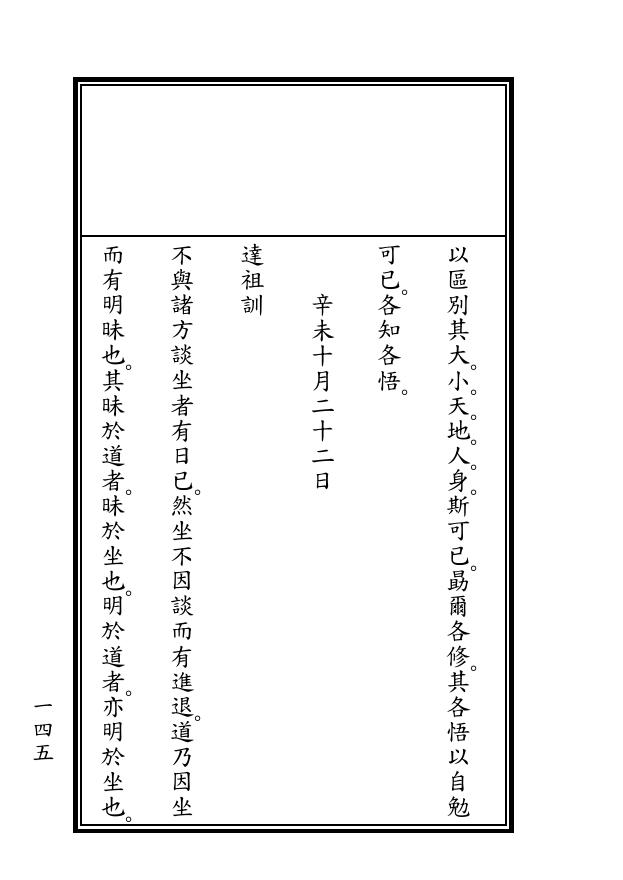 以區別其大。小。天。地。人。身。斯可已。勗爾各修。其各悟以自勉
可已。各知各悟。
辛未十月二十二日
達祖訓
不與諸方談坐者有日已。然坐不因談而有進退。道乃因坐
而有明昧也。其昧於道者。昧於坐也。明於道者。亦明於坐也。
一四五